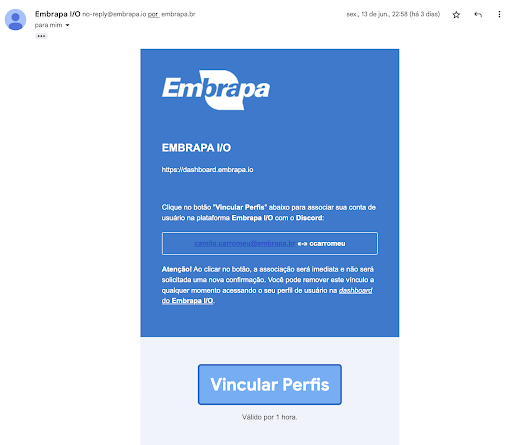 Embrapa I/O no-reply@embrapa.io por embrapa.br
sex., 13 de jun., 22:58 (há 3 dias)
para mim
Embrapa
EMBRAPA I/O
https://dashboard.embrapa.io
Clique no botão "Vincular Perfis" abaixo para associar sua conta de
usuário na plataforma Embrapa I/O com o Discord:
camilo.carromeu@embrapa.br e-a ccarromeu
Atenção! Ao clicar no botão, a associação será imediata e não será
solicitada uma nova confirmação. Você pode remover este vínculo a
qualquer momento acessando o seu perfil de usuário na dashboard
do Embrapa I/O.
Vincular Perfis
Válido por 1 hora.